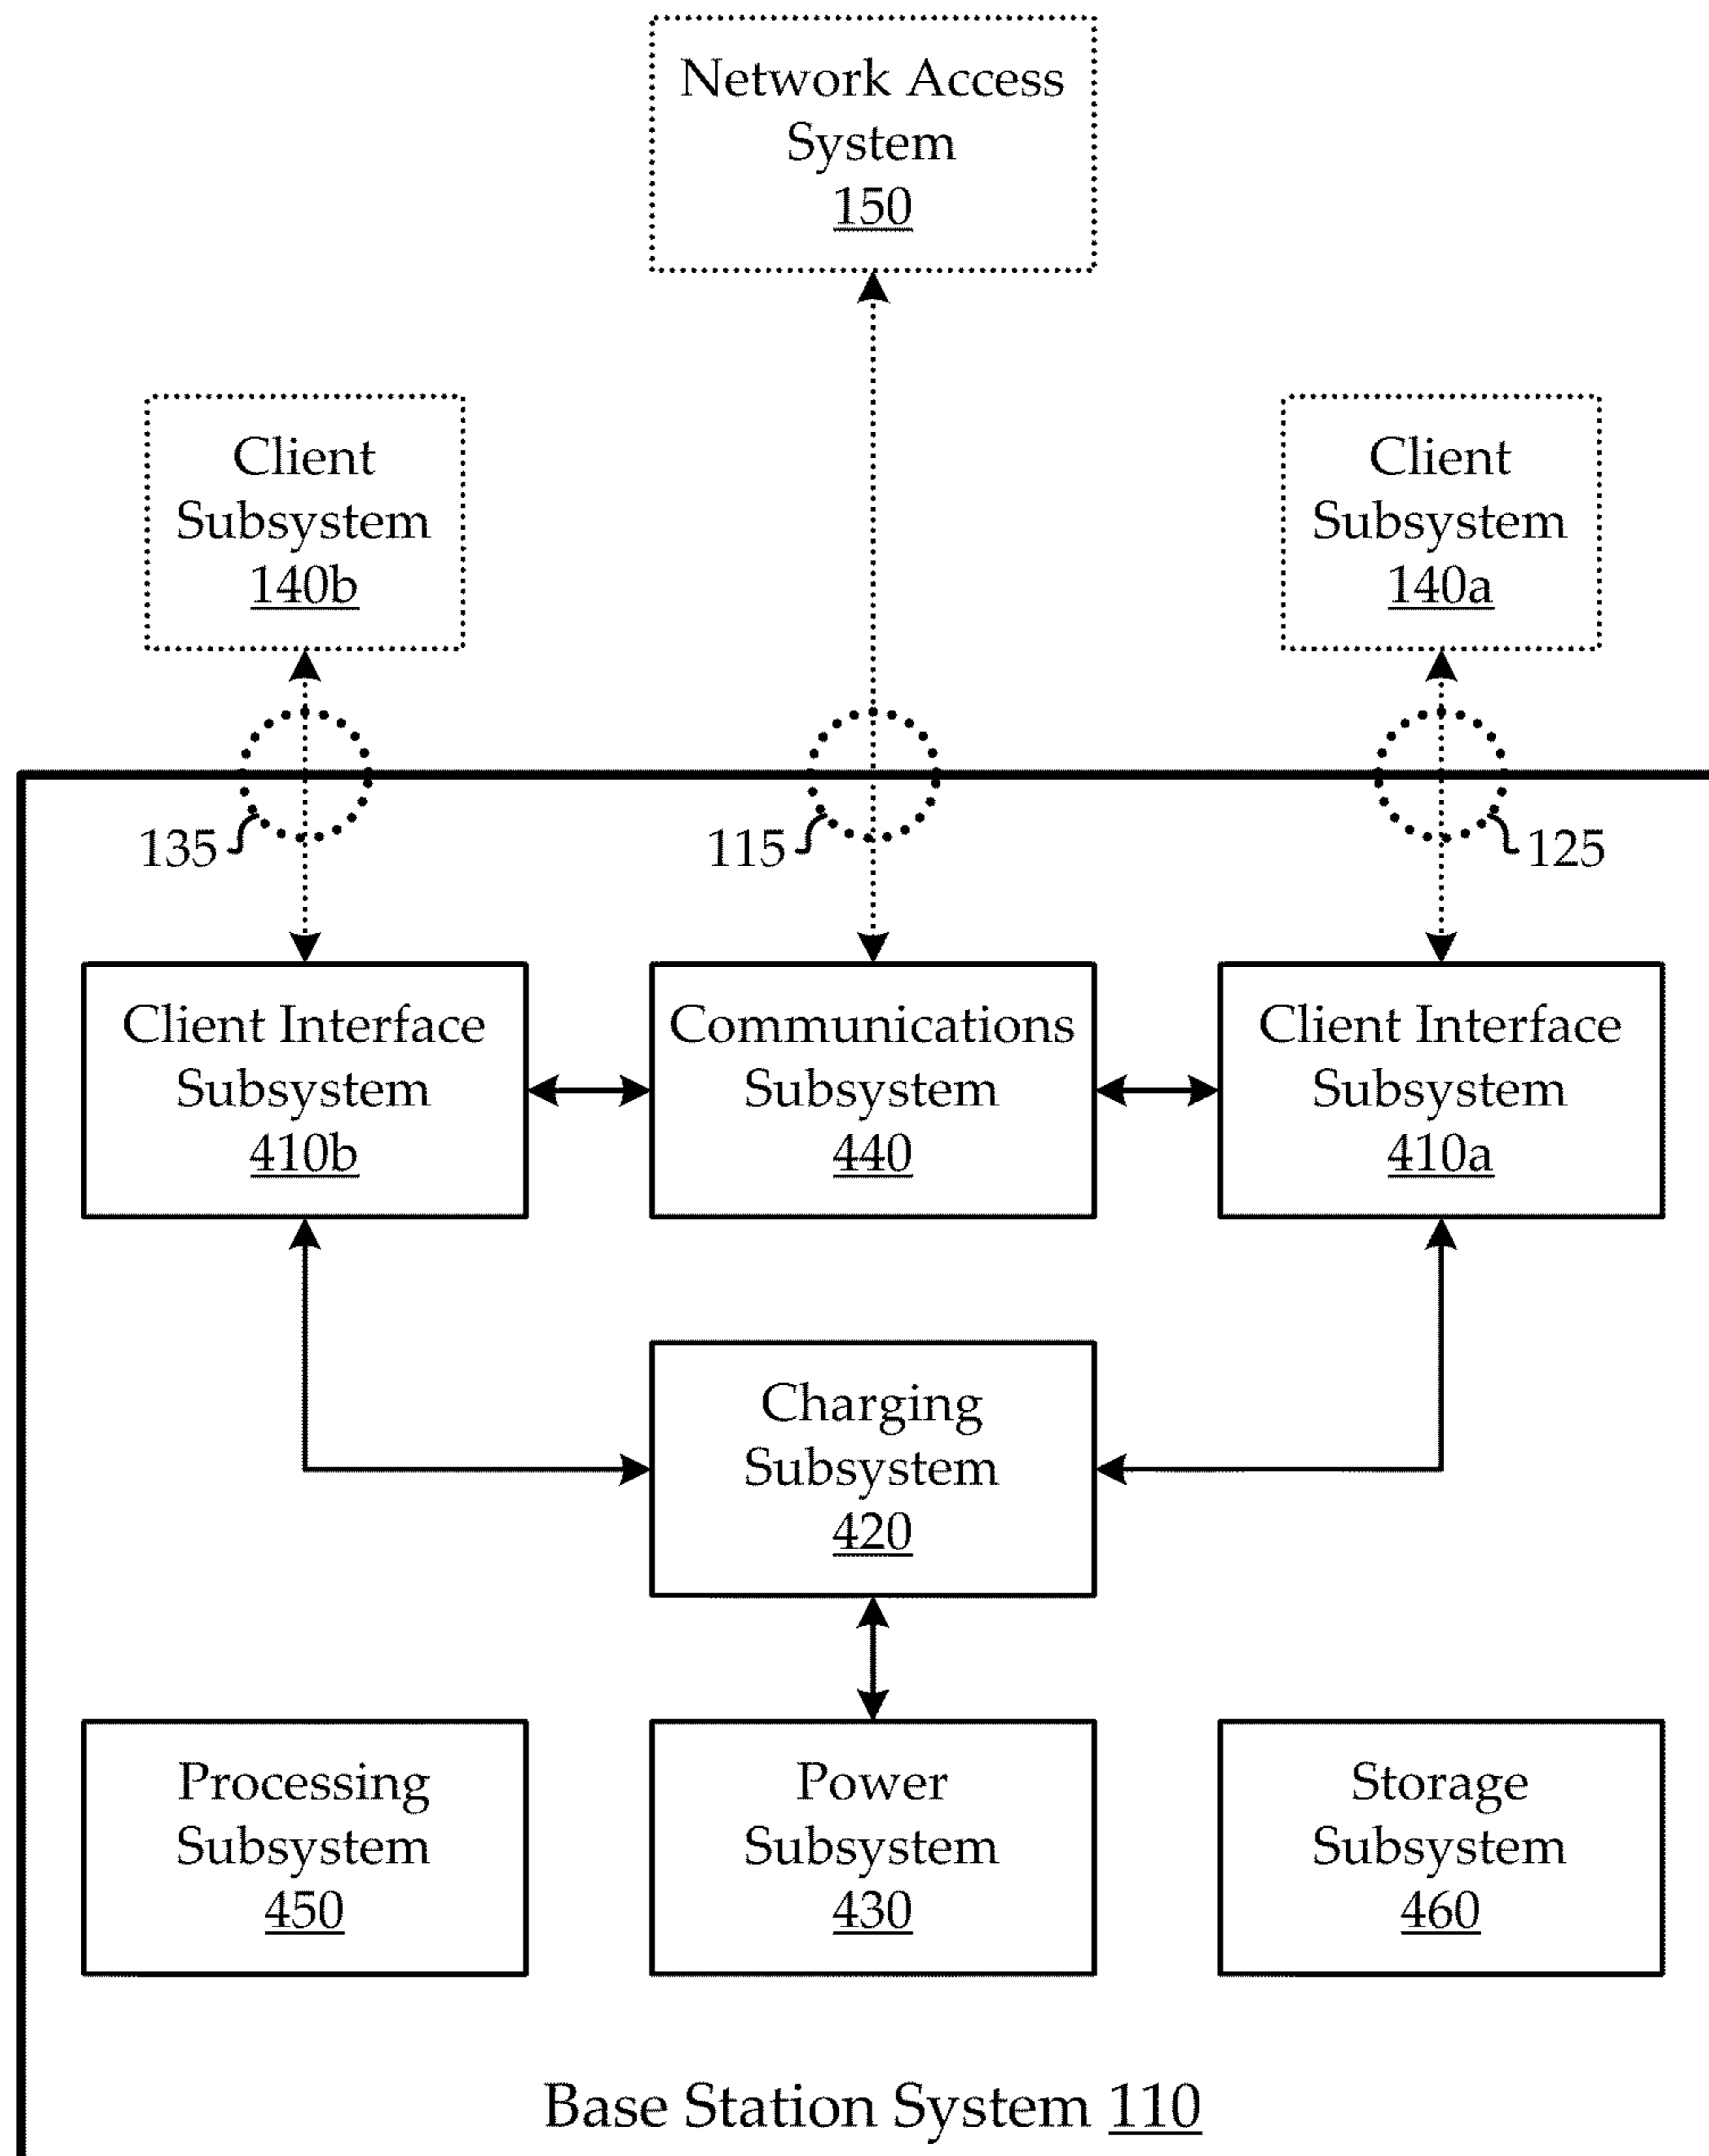 Network Access
System
150
Client
Subsystem
140b
Client
Subsystem
140a
135
115
125
Client Interface
Subsystem
410b
Communications
Subsystem
440
Client Interface
Subsystem
410a
Charging
Subsystem
420
Processing
Subsystem
450
Power
Subsystem
430
Storage
Subsystem
460
Base Station System 110